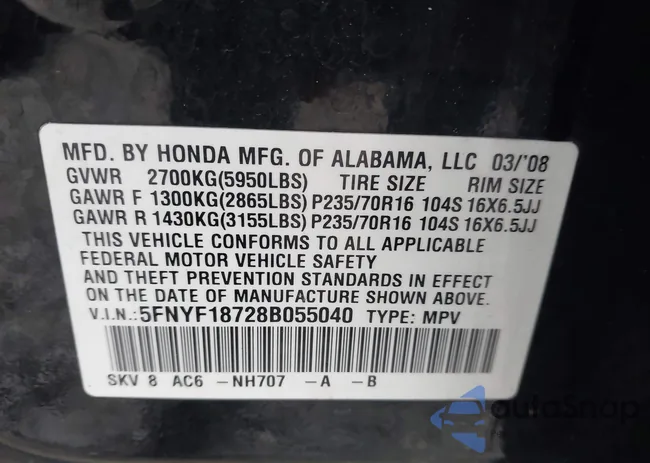 MFD. BY HONDA MFG. OF ALABAMA, LLC 03/'08
GVWR 2700KG(5950LBS) TIRE SIZE RIM SIZE
GAWR F 1300KG(2865LBS) P235/70R16 104S 16X6.5JJ
GAWR R 1430KG(3155LBS) P235/70R16 104S 16X6.5JJ
THIS VEHICLE CONFORMS TO ALL APPLICABLE
FEDERAL MOTOR VEHICLE SAFETY
AND THEFT PREVENTION STANDARDS IN EFFECT
ON THE DATE OF MANUFACTURE SHOWN ABOVE.
V.I.N.:5FNYF18728B055040 TYPE: MPV
SKV 8 AC6 -NH707 -A -B
AutoSnap